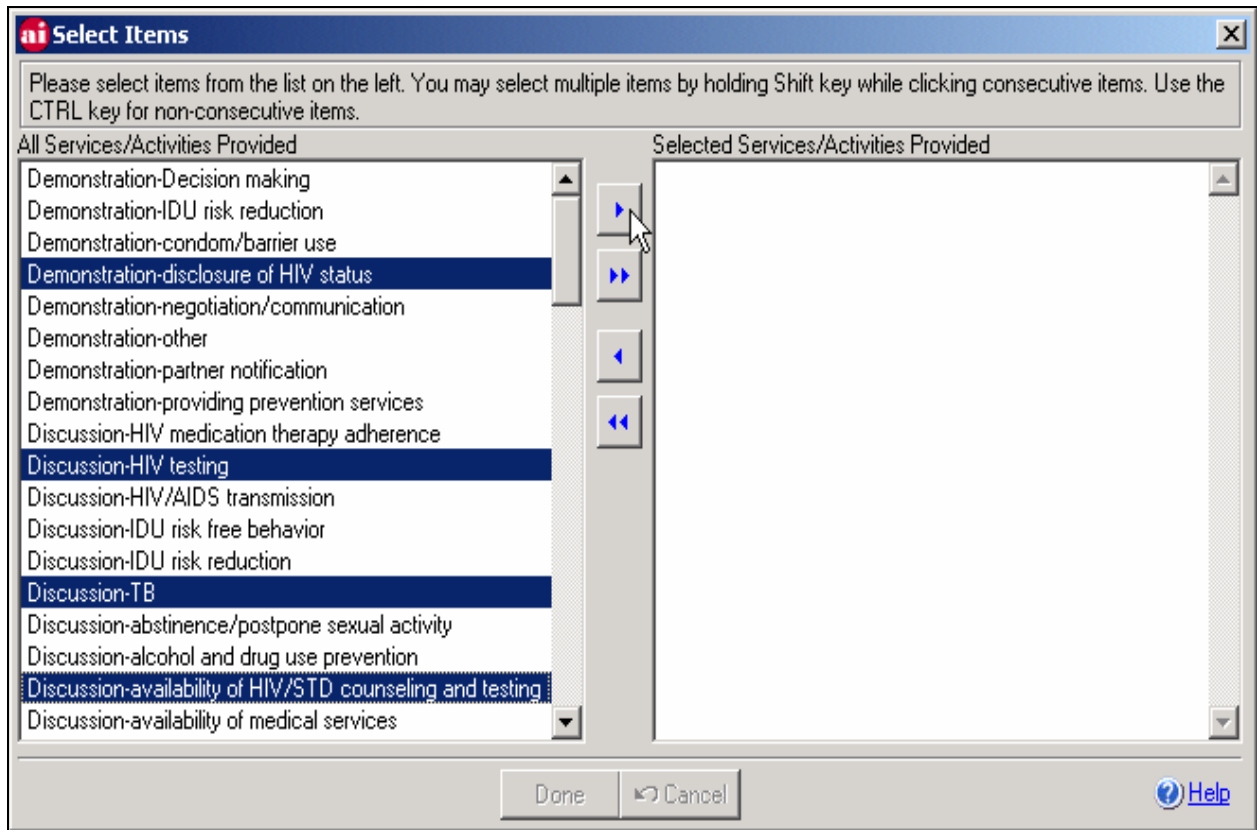 ai Select Items
Please select items from the list on the left. You may select multiple items by holding Shift key while clicking consecutive items. Use the
CTRL key for non-consecutive items.
All Services/Activities Provided
Selected Services/Activities Provided
Demonstration-Decision making
Demonstration-IDU risk reduction
Demonstration-condom/barrier use
Demonstration-disclosure of HIV status
Demonstration-negotiation/communication
Demonstration-other
Demonstration-partner notification
Demonstration-providing prevention services
Discussion-HIV medication therapy adherence
Discussion-HIV testing
Discussion-HIV/AIDS transmission
Discussion-IDU risk free behavior
Discussion-IDU risk reduction
Discussion-TB
Discussion-abstinence/postpone sexual activity
Discussion-alcohol and drug use prevention
Discussion-availability of HIV/STD counseling and testing
Discussion-availability of medical services
Done
Cancel
Help